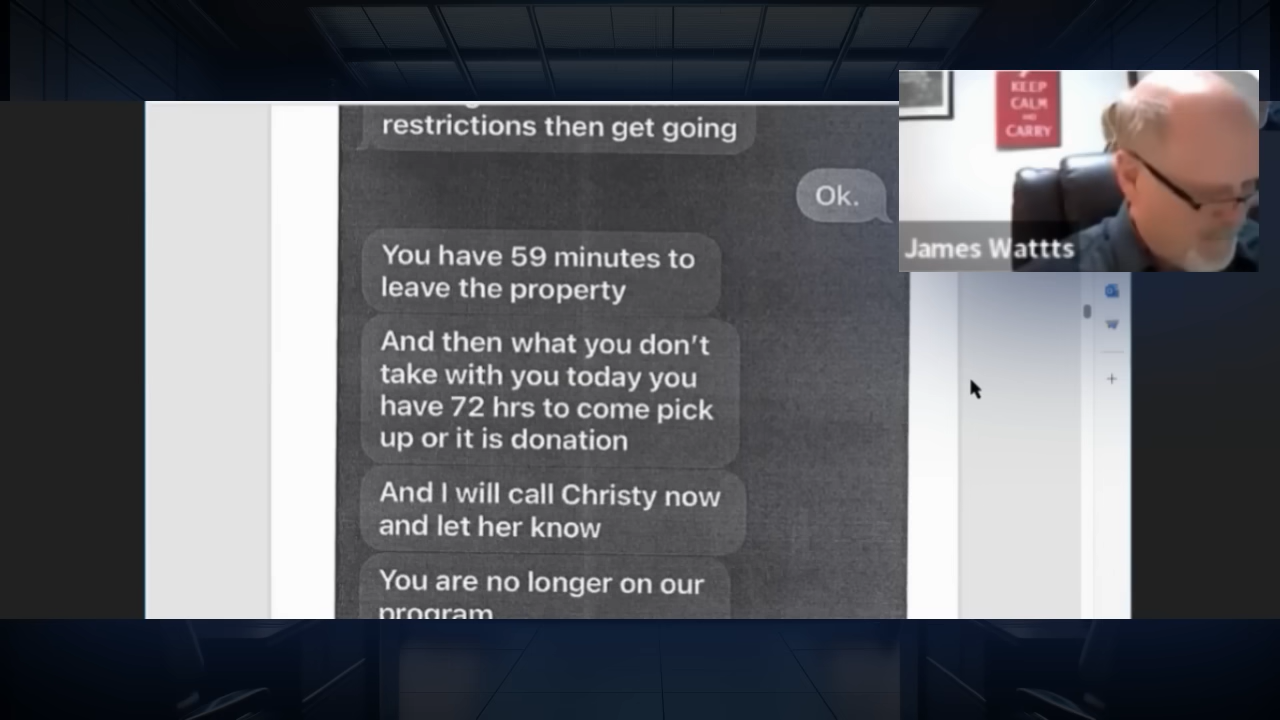 restrictions then get going
Ok.
You have 59 minutes to
leave the property
And then what you don't
take with you today you
have 72 hrs to come pick
up or it is donation
And I will call Christy now
and let her know
You are no longer on our
program
KEEP
CALM
AND
CARRY
James Wattts